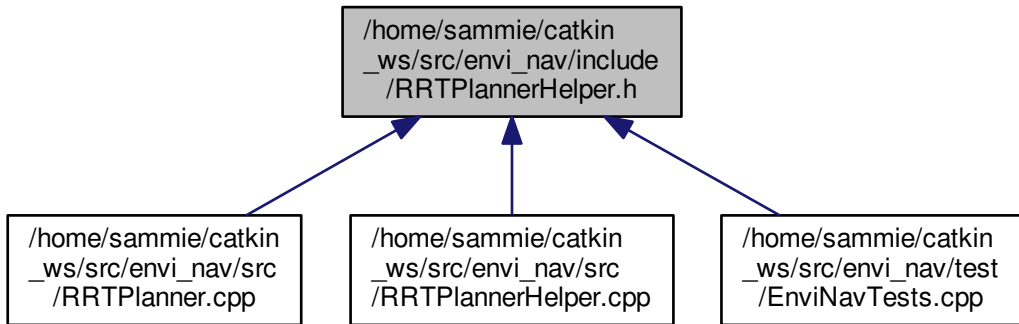 /home/sammie/catkin
_ws/src/envi_nav/include
/RRTPlannerHelper.h
/home/sammie/catkin
_ws/src/envi_nav/src
/RRTPlanner.cpp
/home/sammie/catkin
_ws/src/envi_nav/src
/RRTPlannerHelper.cpp
/home/sammie/catkin
_ws/src/envi_nav/test
/EnviNavTests.cpp